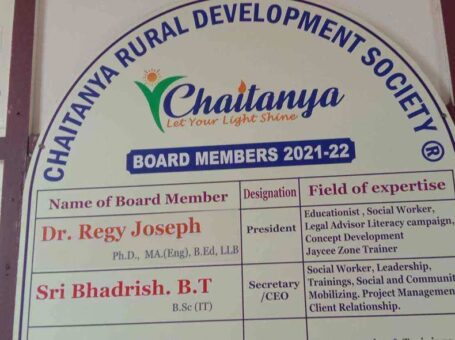 CHAITANYA RURAL DEVELOPMENT SOCIETY ®
Chaitanya
Let Your Light Shine
BOARD MEMBERS 2021-22
Name of Board Member Designation Field of expertise
Dr. Regy Joseph
Ph.D., MA.(Eng), B.Ed, LLB
President
Educationist , Social Worker,
Legal Advisor Literacy campaign,
Concept Development
Jaycee Zone Trainer
Sri Bhadrish. B.T
B.Sc (IT)
Secretary
/CEO
Social Worker, Leadership,
Trainings, Social and Communit
Mobilizing. Project Managemen
Client Relationship.